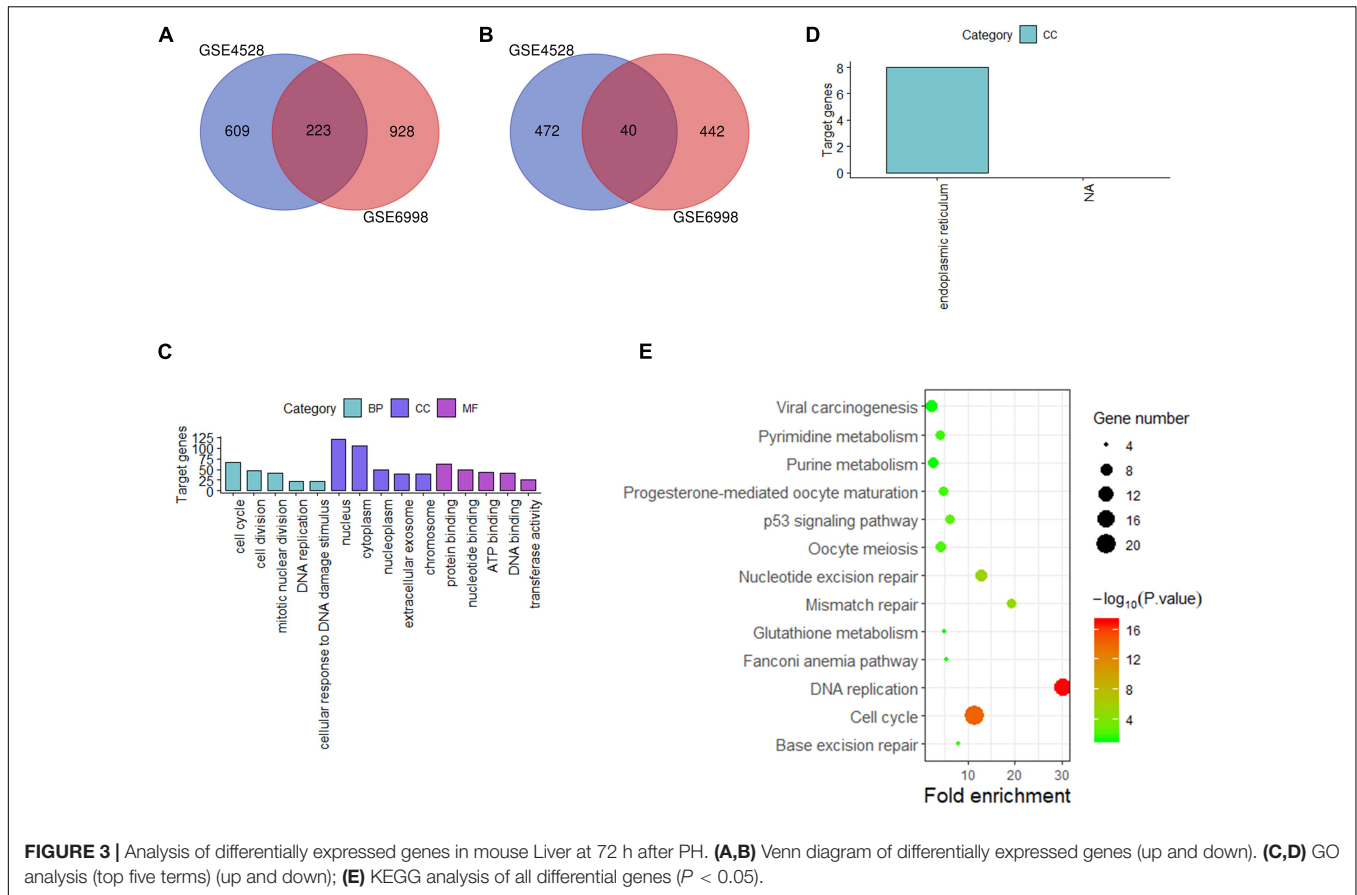 A
GSE4528
609
223
928
GSE6998
B
GSE4528
472
40
442
GSE6998
D
Category CC
Target genes
8
6
4
2
0
endoplasmic reticulum
NA
C
Category BP CC MF
Target genes
125
100
75
50
25
0
cell cycle
cell division
mitotic nuclear division
DNA replication
cellular response to DNA damage stimulus
nucleus
cytoplasm
nucleoplasm
extracellular exosome
chromosome
protein binding
nucleotide binding
ATP binding
DNA binding
transferase activity
E
Viral carcinogenesis
Pyrimidine metabolism
Purine metabolism
Progesterone-mediated oocyte maturation
p53 signaling pathway
Oocyte meiosis
Nucleotide excision repair
Mismatch repair
Glutathione metabolism
Fanconi anemia pathway
DNA replication
Cell cycle
Base excision repair
10 20 30
Fold enrichment
Gene number
4
8
12
16
20
−log10(P.value)
16
12
8
4
FIGURE 3 | Analysis of differentially expressed genes in mouse Liver at 72 h after PH. (A,B) Venn diagram of differentially expressed genes (up and down). (C,D) GO
analysis (top five terms) (up and down); (E) KEGG analysis of all differential genes (P < 0.05).